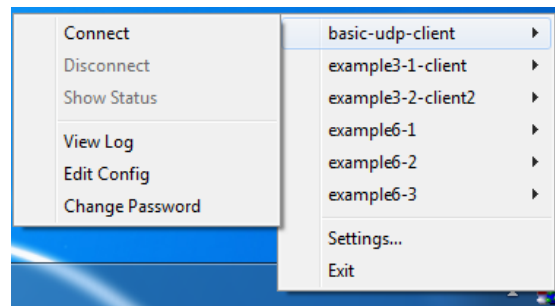 Connect
Disconnect
Show Status
View Log
Edit Config
Change Password
basic-udp-client
example3-1-client
example3-2-client2
example6-1
example6-2
example6-3
Settings...
Exit